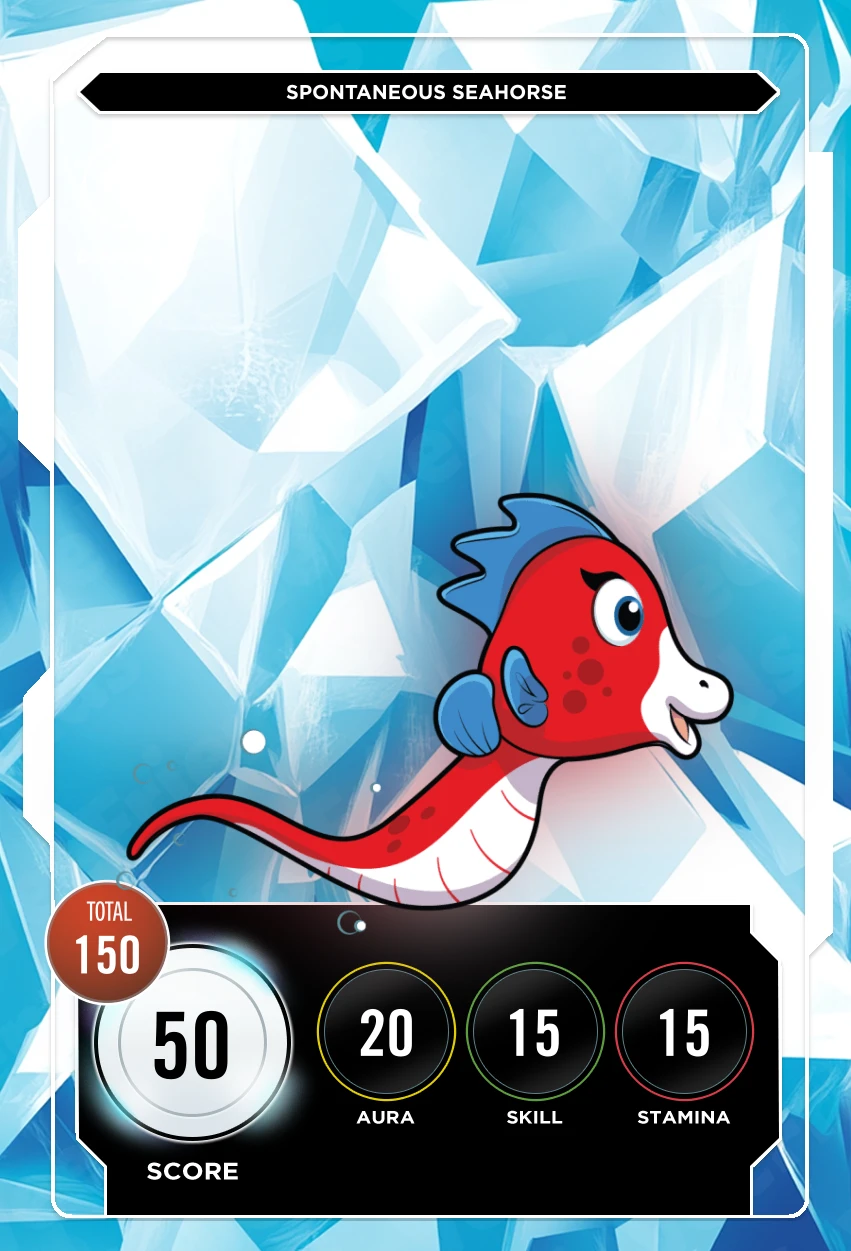 SPONTANEOUS SEAHORSE
TOTAL
150
50
SCORE
20
AURA
15
SKILL
15
STAMINA